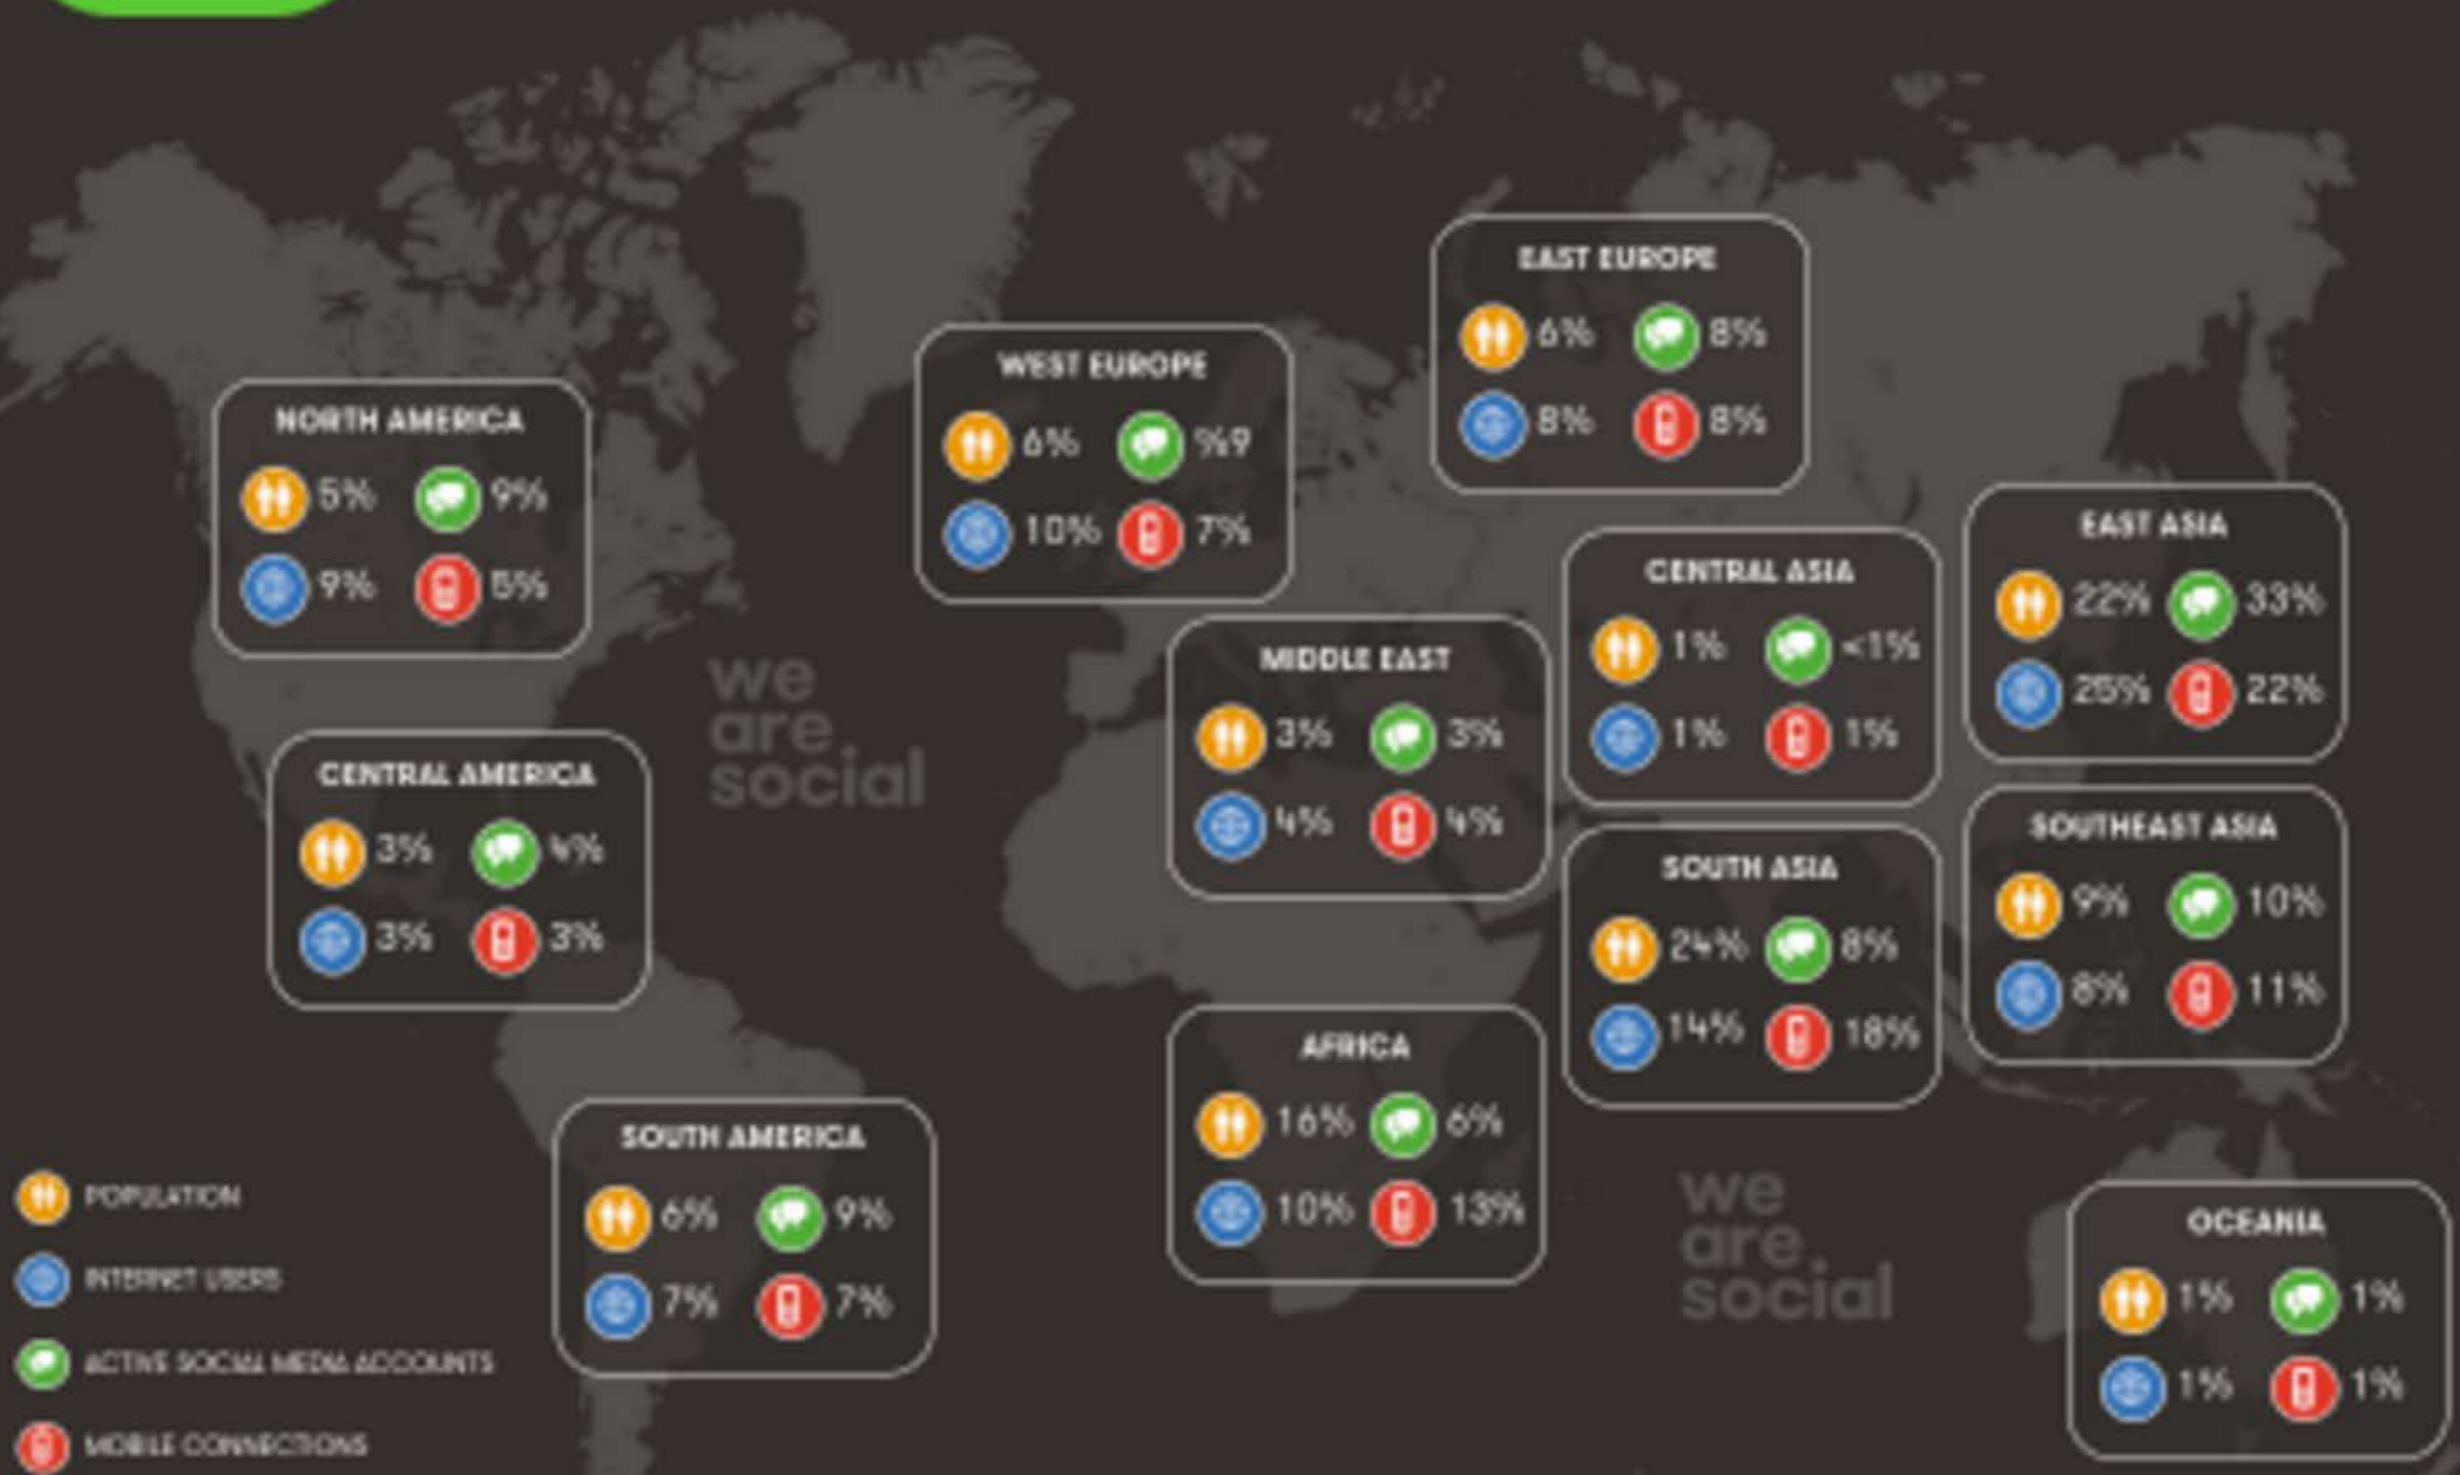 EAST EUROPE
6% 8%
8% 8%
WEST EUROPE
6% %9
10% 7%
NORTH AMERICA
5% 9%
9% 5%
EAST ASIA
22% 33%
25% 22%
CENTRAL ASIA
1% <1%
1% 1%
MIDDLE EAST
3% 3%
4% 4%
we
are
social
CENTRAL AMERICA
3% 4%
3% 3%
SOUTHEAST ASIA
9% 10%
8% 11%
SOUTH ASIA
24% 8%
14% 18%
AFRICA
16% 6%
10% 13%
SOUTH AMERICA
6% 9%
7% 7%
we
are
social
OCEANIA
1% 1%
1% 1%
POPULATION
INTERNET USERS
ACTIVE SOCIAL MEDIA ACCOUNTS
MOBILE CONNECTIONS